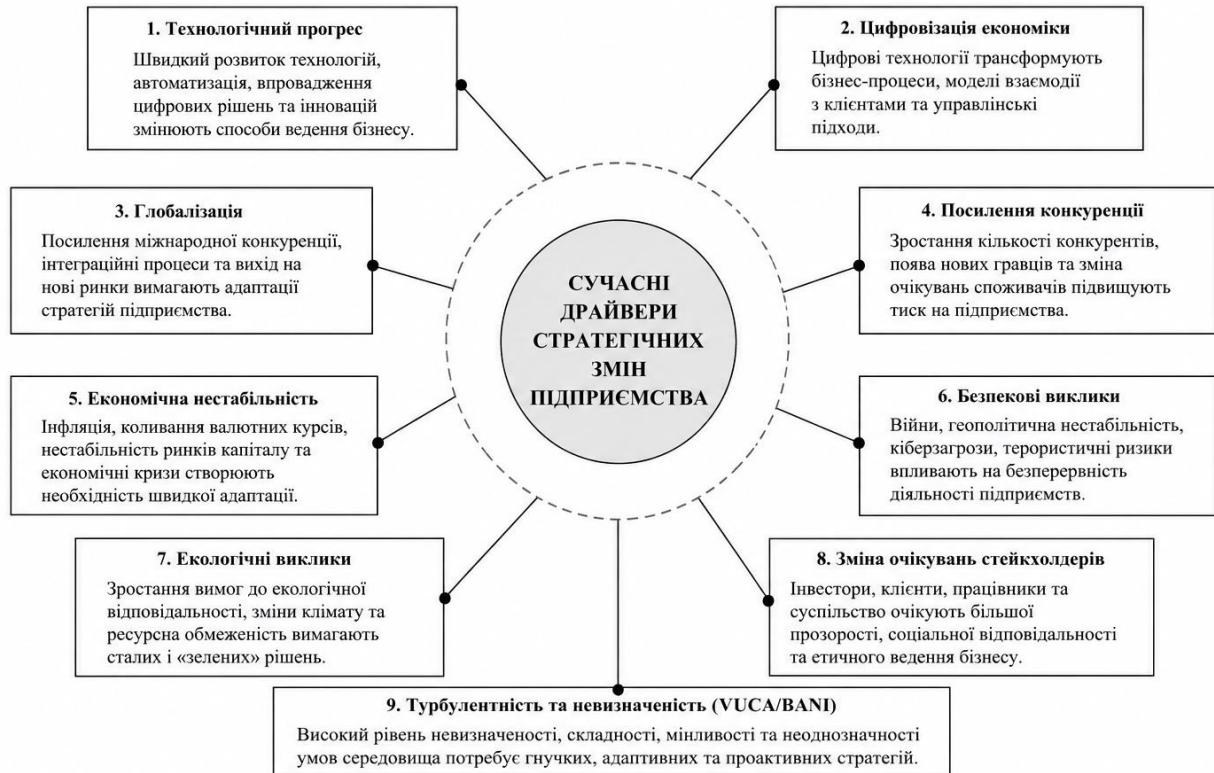 1. Технологічний прогрес
Швидкий розвиток технологій,
автоматизація, впровадження
цифрових рішень та інновацій
змінюють способи ведення бізнесу.
2. Цифровізація економіки
Цифрові технології трансформують
бізнес-процеси, моделі взаємодії
з клієнтами та управлінські
підходи.
3. Глобалізація
Посилення міжнародної конкуренції,
інтеграційні процеси та вихід на
нові ринки вимагають адаптації
стратегій підприємства.
4. Посилення конкуренції
Зростання кількості конкурентів,
поява нових гравців та зміна
очікувань споживачів підвищують
тиск на підприємства.
СУЧАСНІ
ДРАЙВЕРИ
СТРАТЕГІЧНИХ
ЗМІН
ПІДПРИЄМСТВА
5. Економічна нестабільність
Інфляція, коливання валютних курсів,
нестабільність ринків капіталу та
економічні кризи створюють
необхідність швидкої адаптації.
6. Безпекові виклики
Війни, геополітична нестабільність,
кіберзагрози, терористичні ризики
впливають на безперервність
діяльності підприємств.
7. Екологічні виклики
Зростання вимог до екологічної
відповідальності, зміни клімату та
ресурсна обмеженість вимагають
сталих і «зелених» рішень.
8. Зміна очікувань стейкхолдерів
Інвестори, клієнти, працівники та
суспільство очікують більшої
прозорості, соціальної відповідальності
та етичного ведення бізнесу.
9. Турбулентність та невизначеність (VUCA/BANI)
Високий рівень невизначеності, складності, мінливості та неоднозначності
умов середовища потребує гнучких, адаптивних та проактивних стратегій.